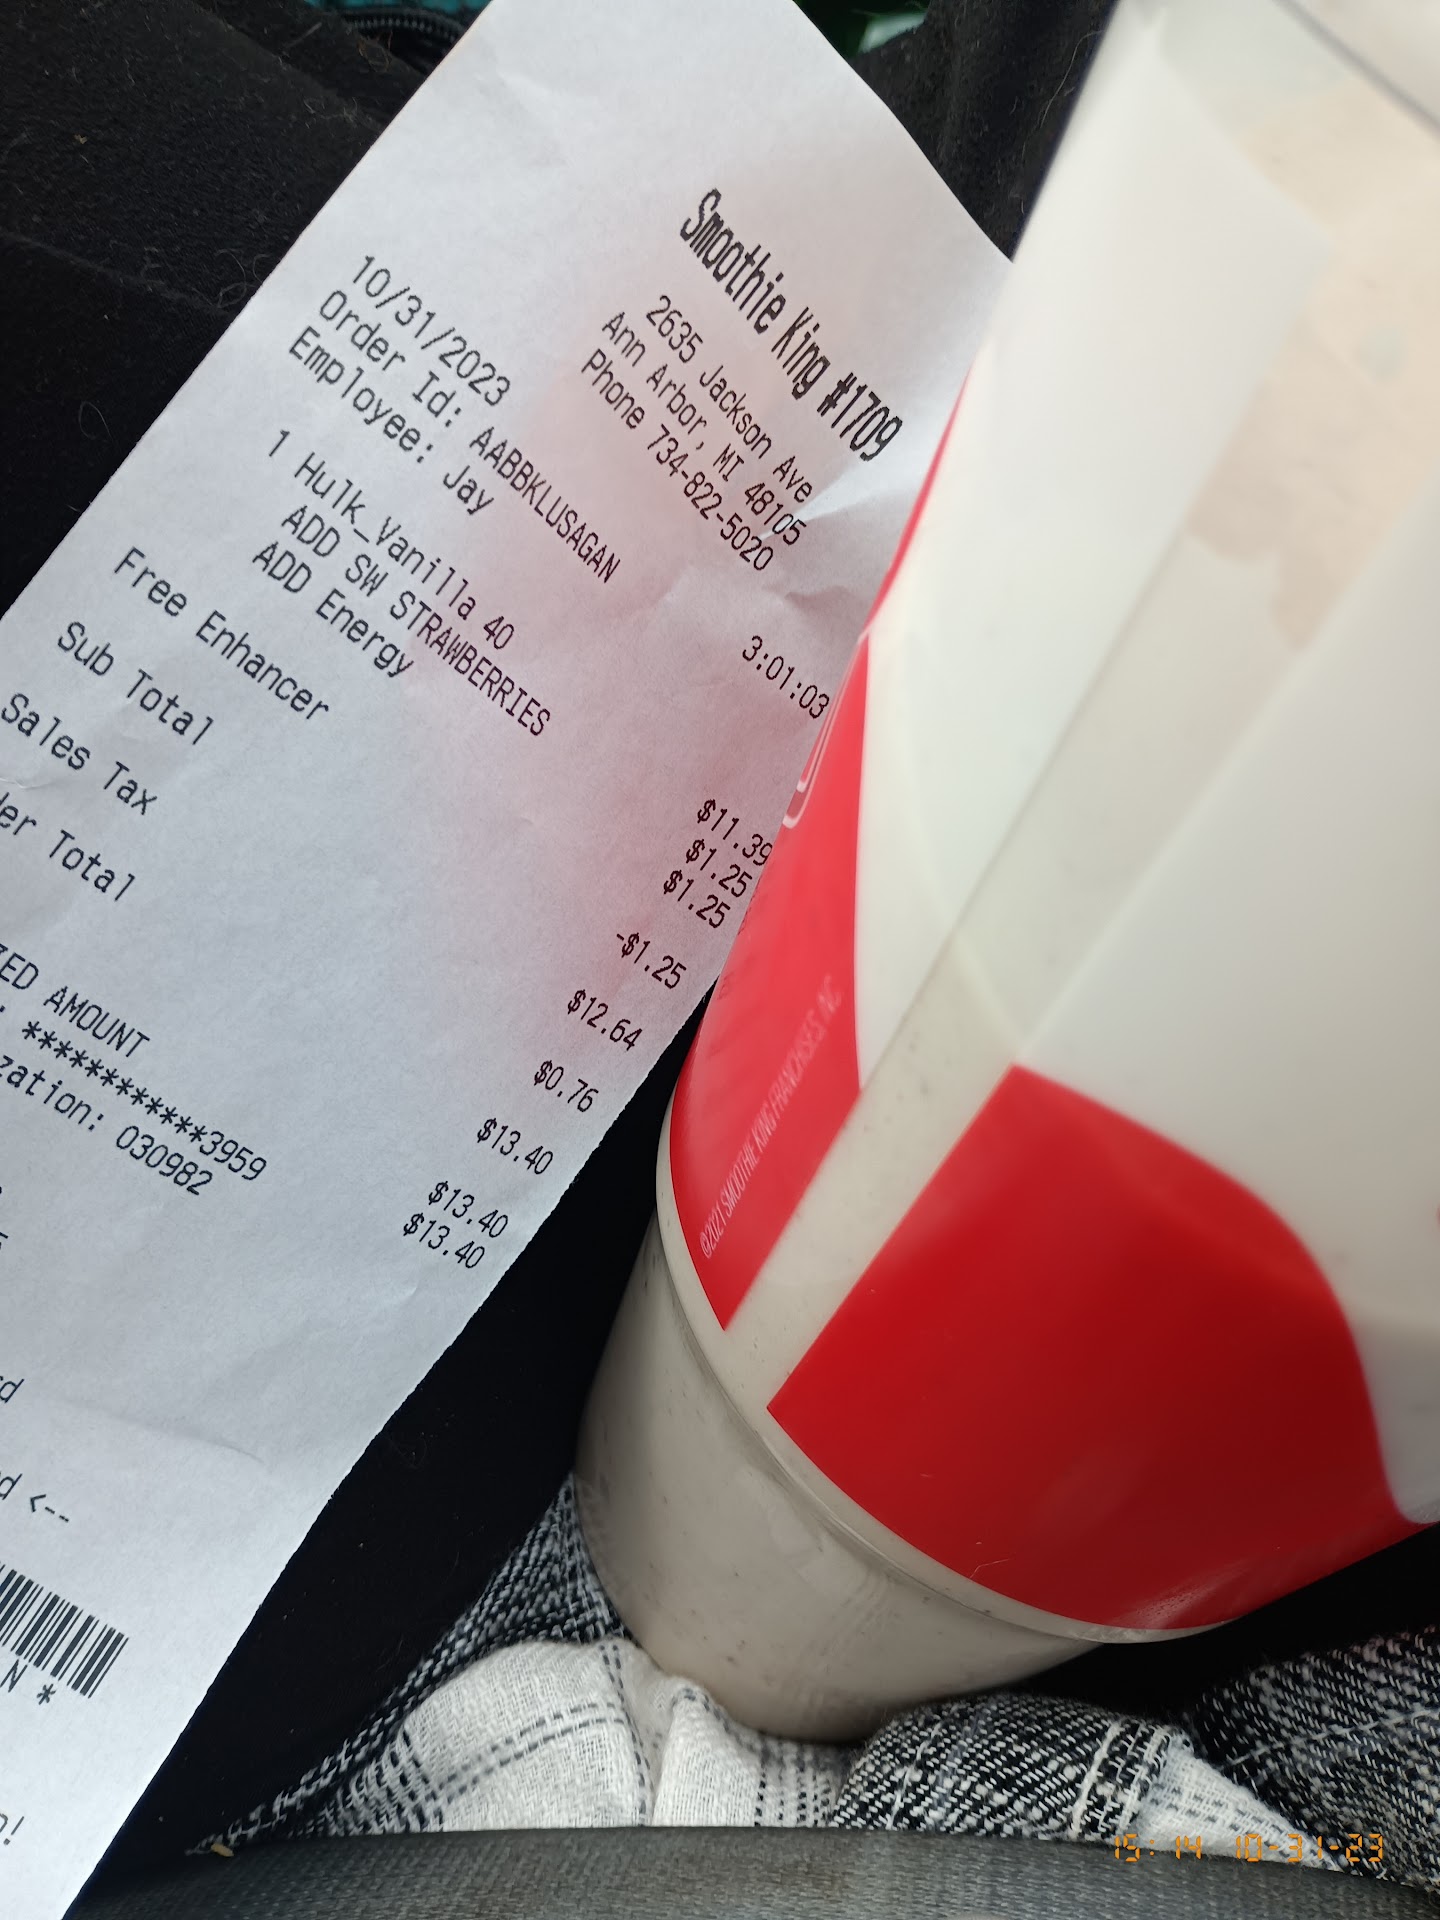 Smoothie King #1709
2635 Jackson Ave
Ann Arbor, MI 48105
Phone 734-822-5020
10/31/2023 3:01:03
Order Id: AABBKLUSAGAN
Employee: Jay
1 Hulk_Vanilla 40 $11.39
ADD SW STRAWBERRIES $1.25
ADD Energy $1.25
Free Enhancer -$1.25
Sub Total $12.64
Sales Tax $0.76
er Total $13.40
ZED AMOUNT $13.40
************3959 $13.40
zation: 030982
d <--
N *
©2021 SMOOTHIE KING FRANCHISES, INC
15:14 10-31-23